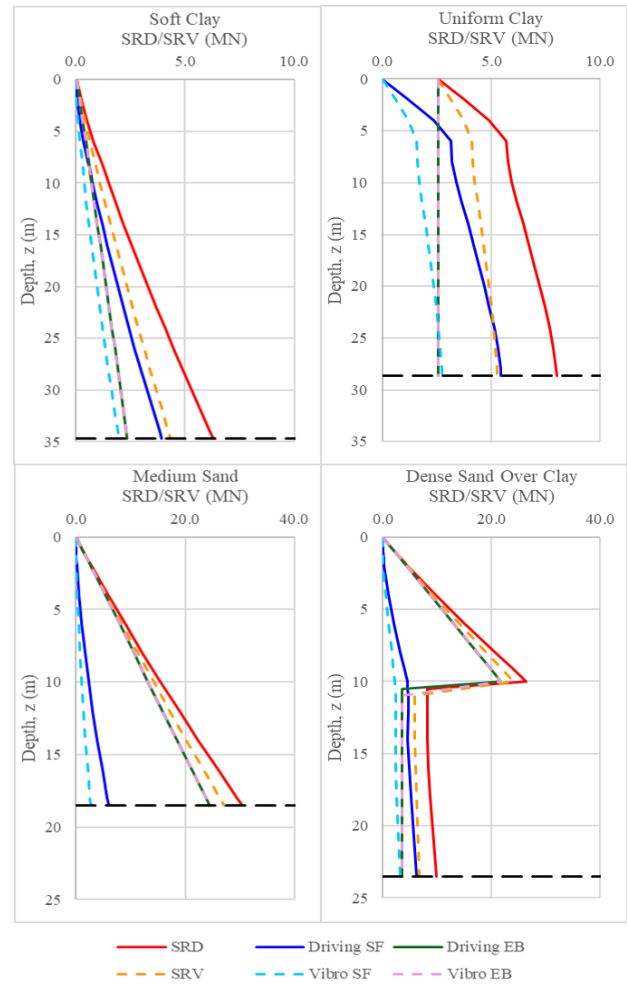 Soft Clay
SRD/SRV (MN)
0.0 5.0 10.0
0
5
10
15
20
25
30
35
Depth, z (m)
Uniform Clay
SRD/SRV (MN)
0.0 5.0 10.0
0
5
10
15
20
25
30
35
Depth, z (m)
Medium Sand
SRD/SRV (MN)
0.0 20.0 40.0
0
5
10
15
20
25
Depth, z (m)
Dense Sand Over Clay
SRD/SRV (MN)
0.0 20.0 40.0
0
5
10
15
20
25
Depth, z (m)
SRD Driving SF Driving EB
SRV Vibro SF Vibro EB